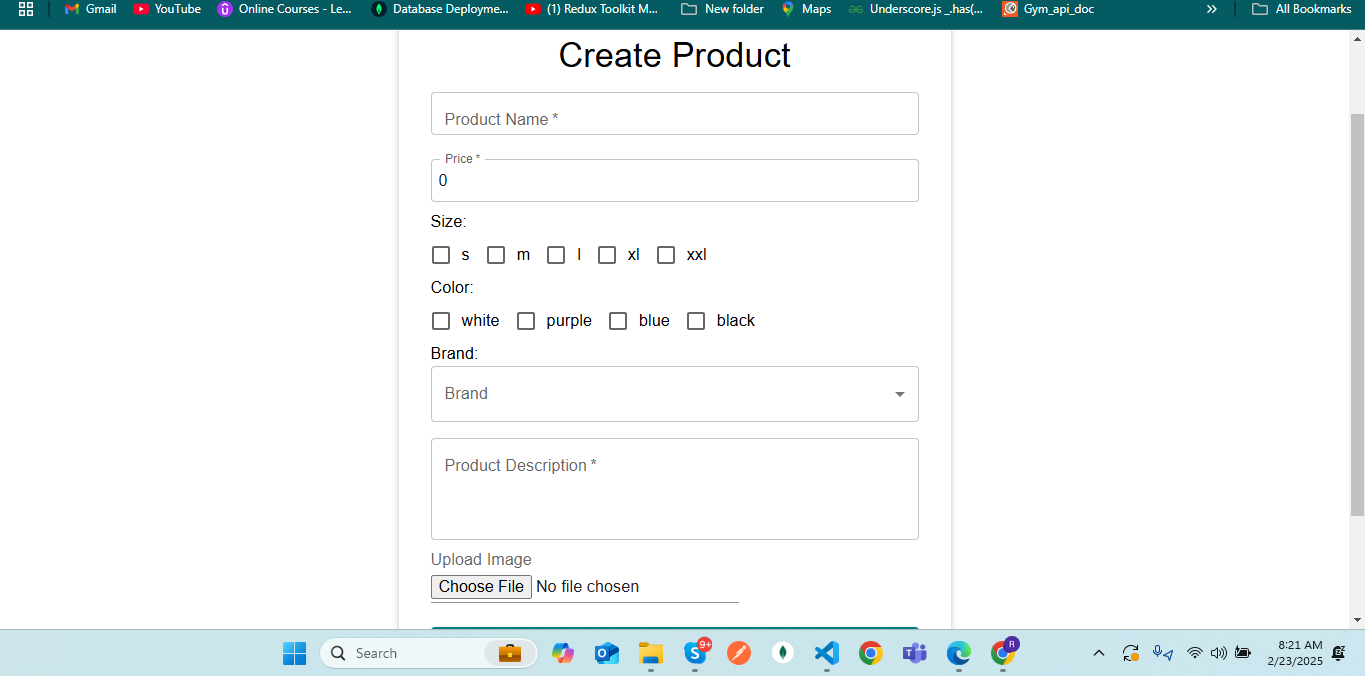 Gmail YouTube Online Courses - Le... Database Deployme... (1) Redux Toolkit M... New folder Maps Underscore.js _.has(... Gym_api_doc » All Bookmarks
Create Product
Product Name *
Price *
0
Size:
s m l xl xxl
Color:
white purple blue black
Brand:
Brand
Product Description *
Upload Image
Choose File No file chosen
Search 9+ R 8:21 AM
2/23/2025